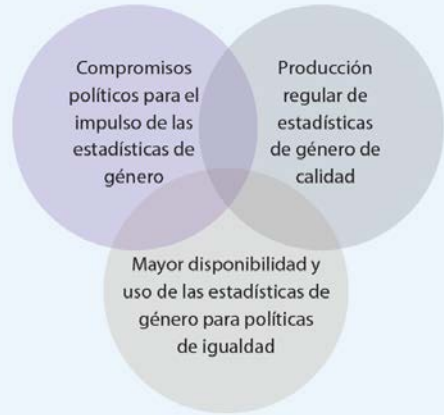 Compromisos
políticos para el
impulso de las
estadísticas de
género
Producción
regular de
estadísticas
de género de
calidad
Mayor disponibilidad y
uso de las estadísticas de
género para políticas
de igualdad